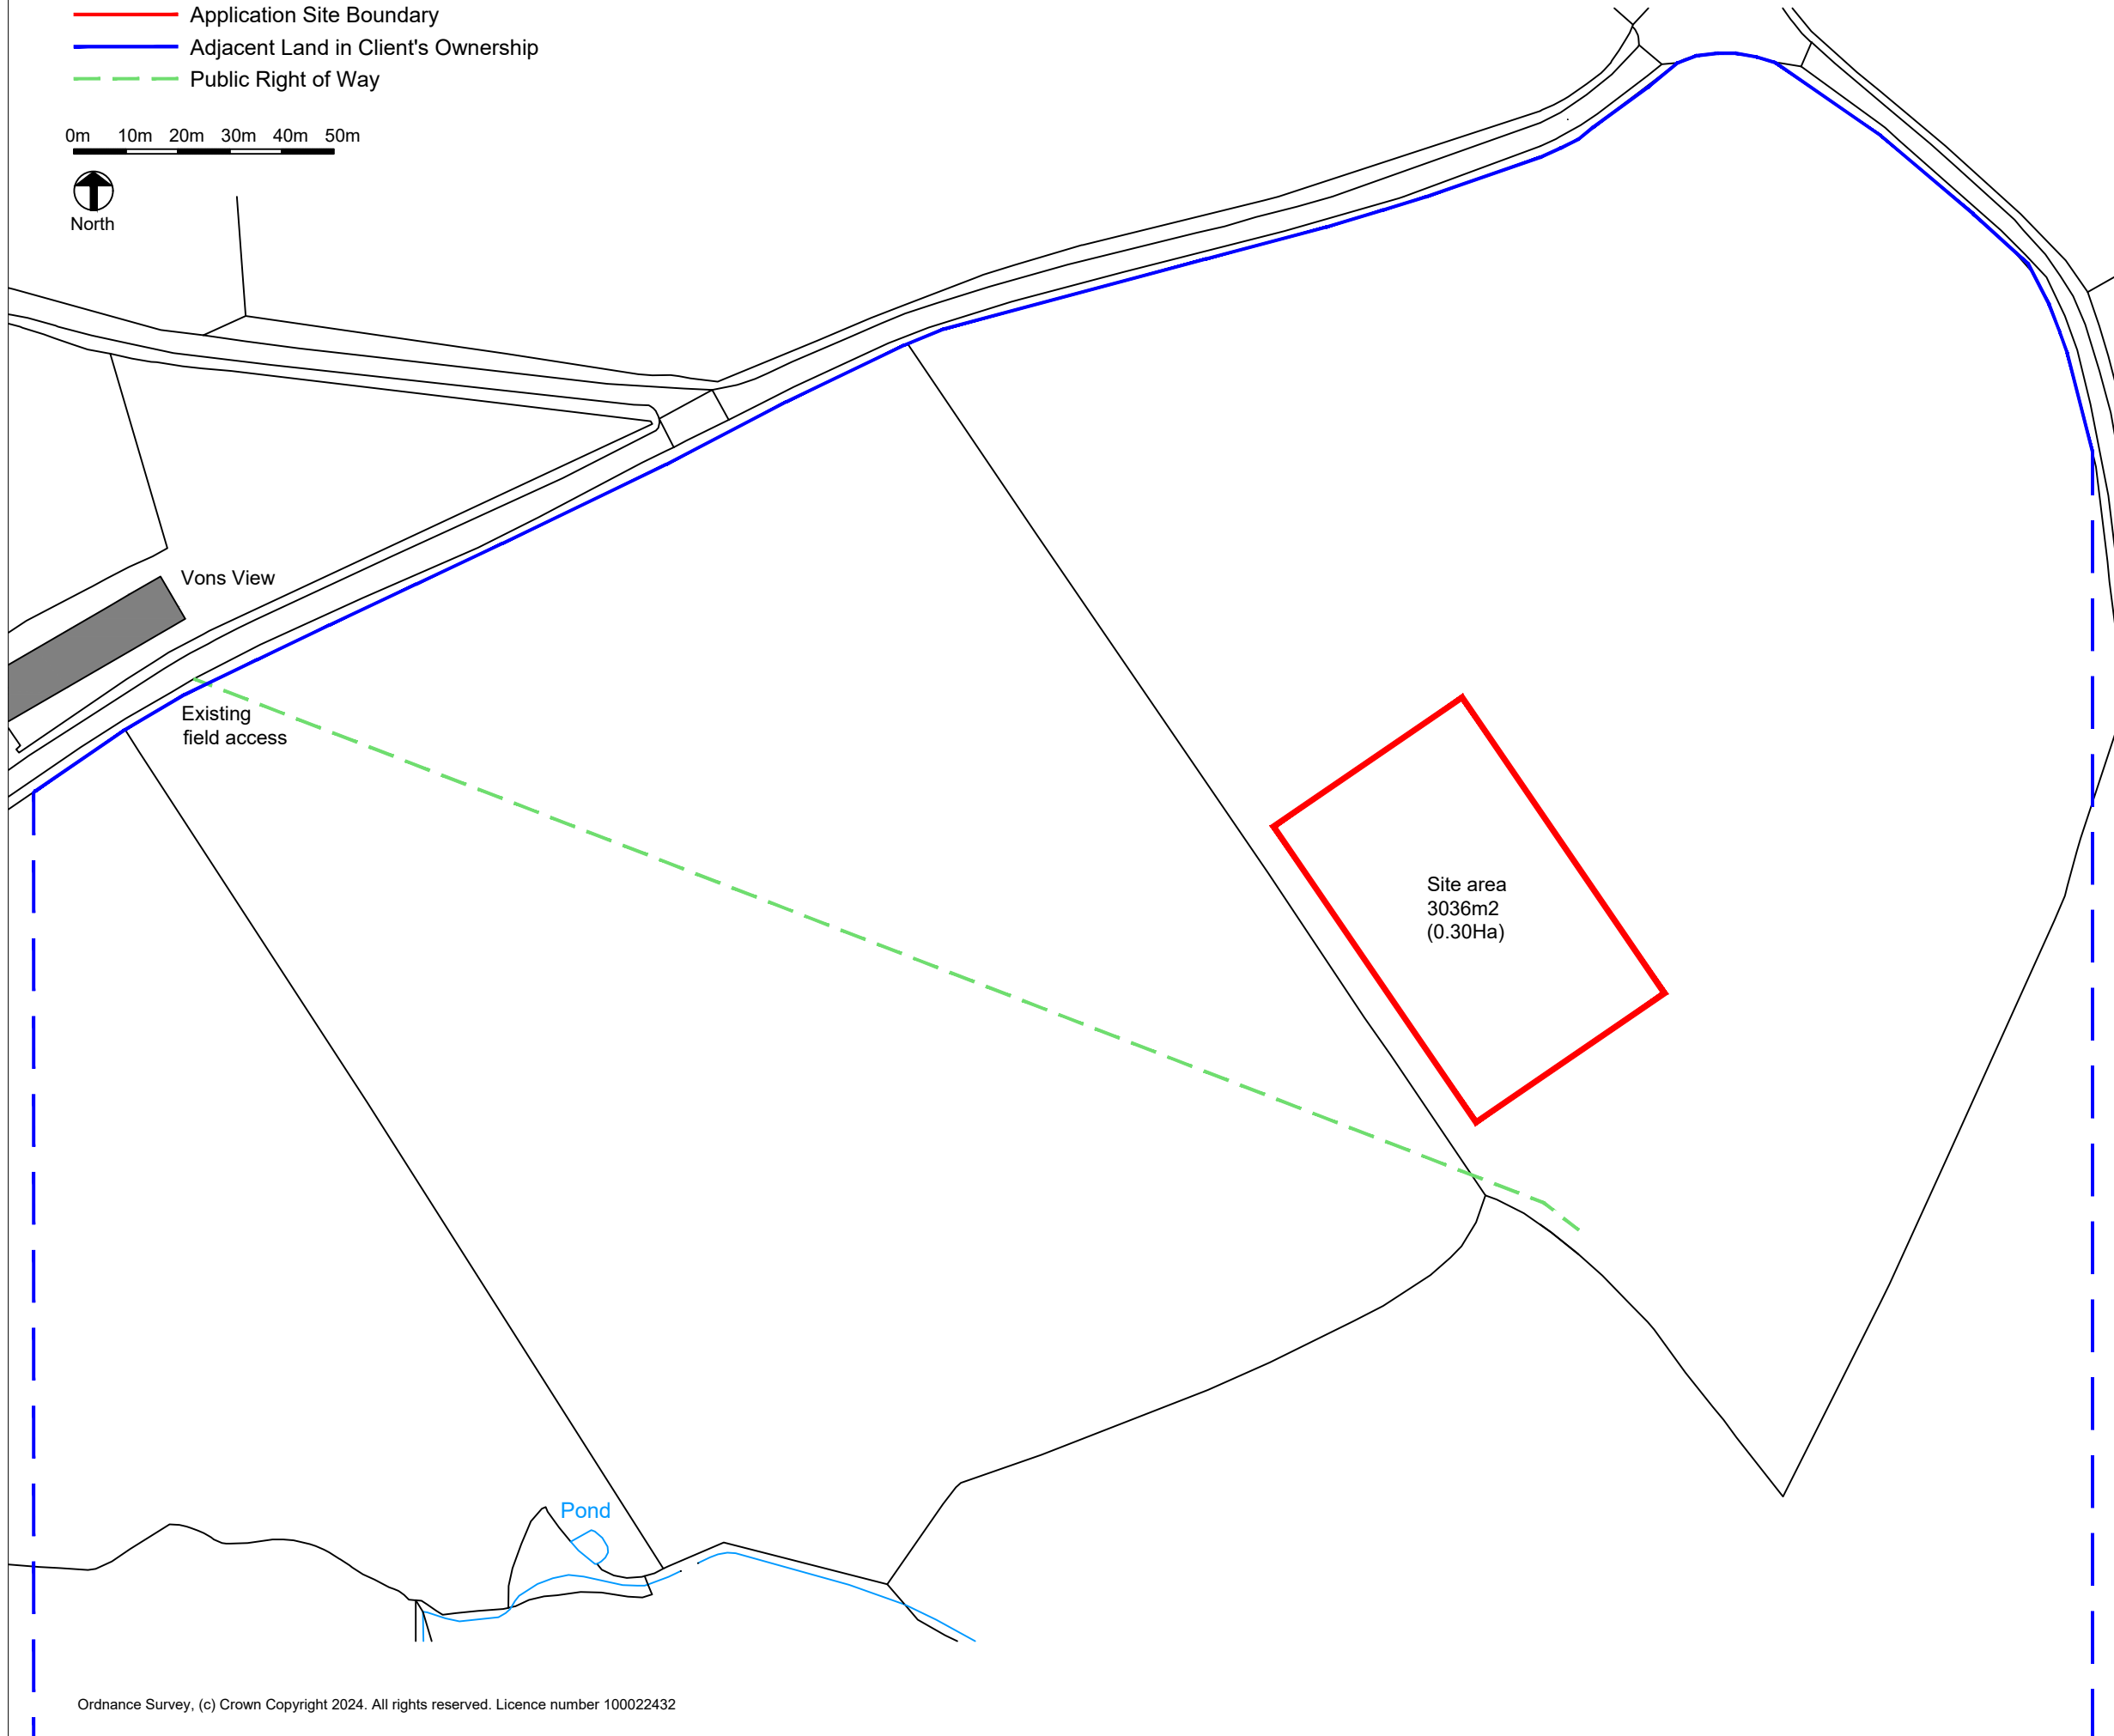 Application Site Boundary
Adjacent Land in Client's Ownership
Public Right of Way
0m 10m 20m 30m 40m 50m
North
Vons View
Existing
field access
Site area
3036m2
(0.30Ha)
Pond
Ordnance Survey, (c) Crown Copyright 2024. All rights reserved. Licence number 100022432